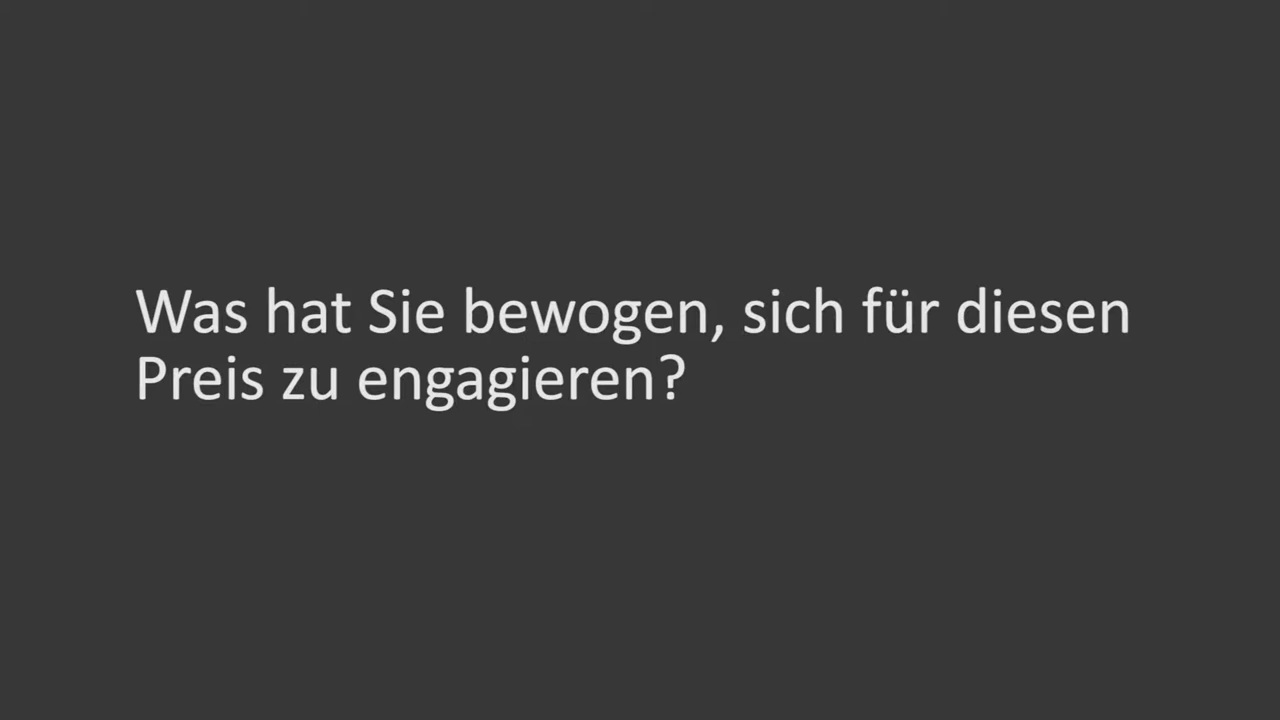 Was hat Sie bewogen, sich für diesen
Preis zu engagieren?